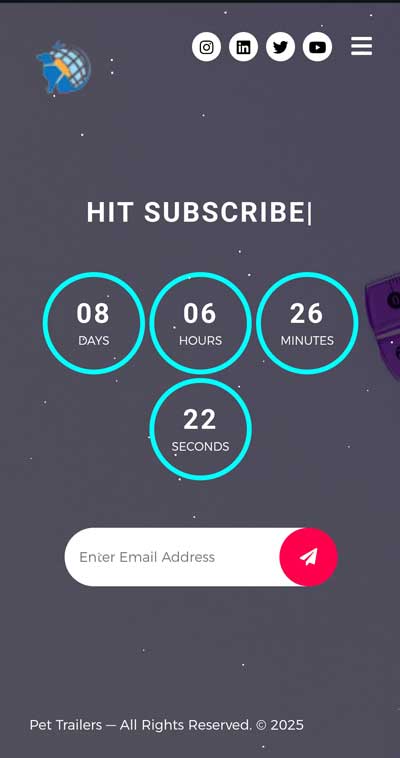 HIT SUBSCRIBE|
08
DAYS
06
HOURS
26
MINUTES
22
SECONDS
Enter Email Address
Pet Trailers — All Rights Reserved. © 2025